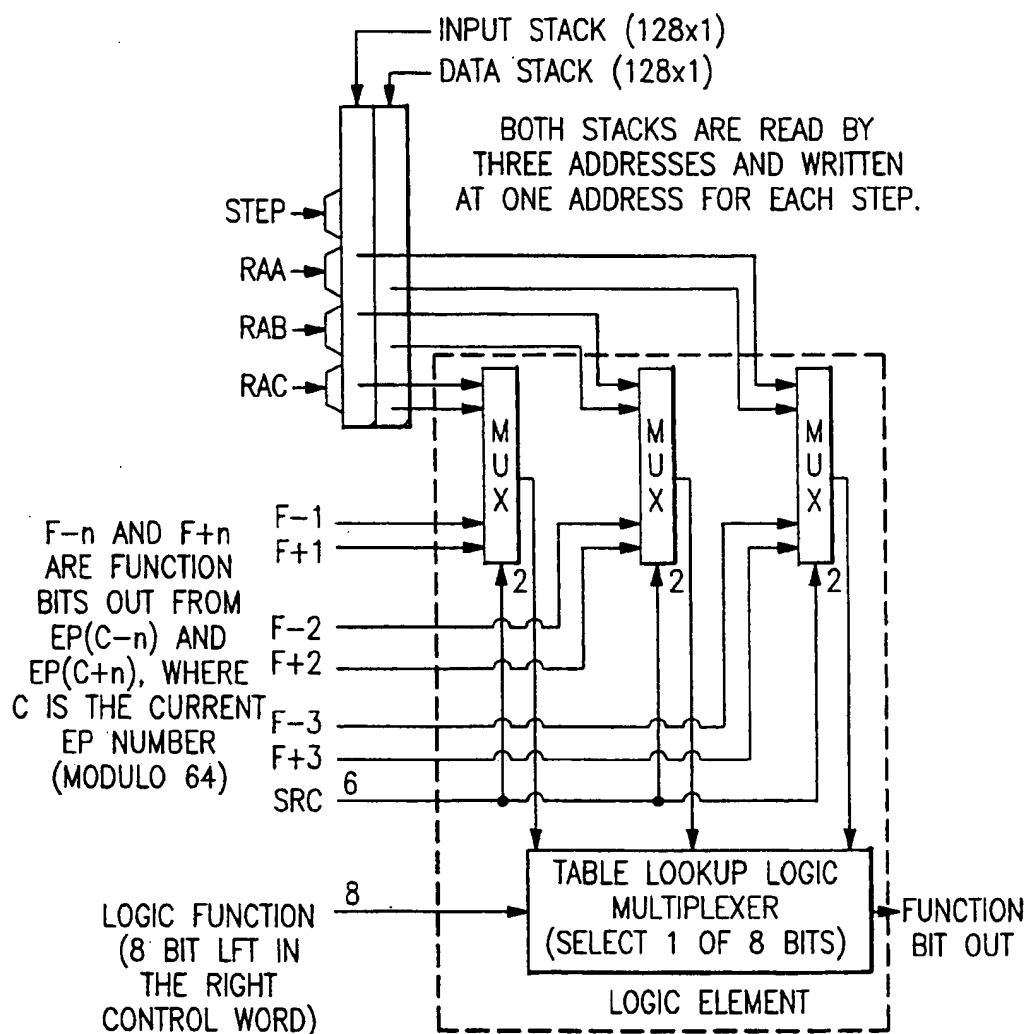 INPUT STACK (128x1)
DATA STACK (128x1)
BOTH STACKS ARE READ BY
THREE ADDRESSES AND WRITTEN
AT ONE ADDRESS FOR EACH STEP.
STEP
RAA
RAB
RAC
MUX
MUX
MUX
2
2
2
F-n AND F+n
ARE FUNCTION
BITS OUT FROM
EP(C-n) AND
EP(C+n), WHERE
C IS THE CURRENT
EP NUMBER
(MODULO 64)
F-1
F+1
F-2
F+2
F-3
F+3
SRC
6
LOGIC FUNCTION
(8 BIT LFT IN
THE RIGHT
CONTROL WORD)
8
TABLE LOOKUP LOGIC
MULTIPLEXER
(SELECT 1 OF 8 BITS)
LOGIC ELEMENT
FUNCTION
BIT OUT